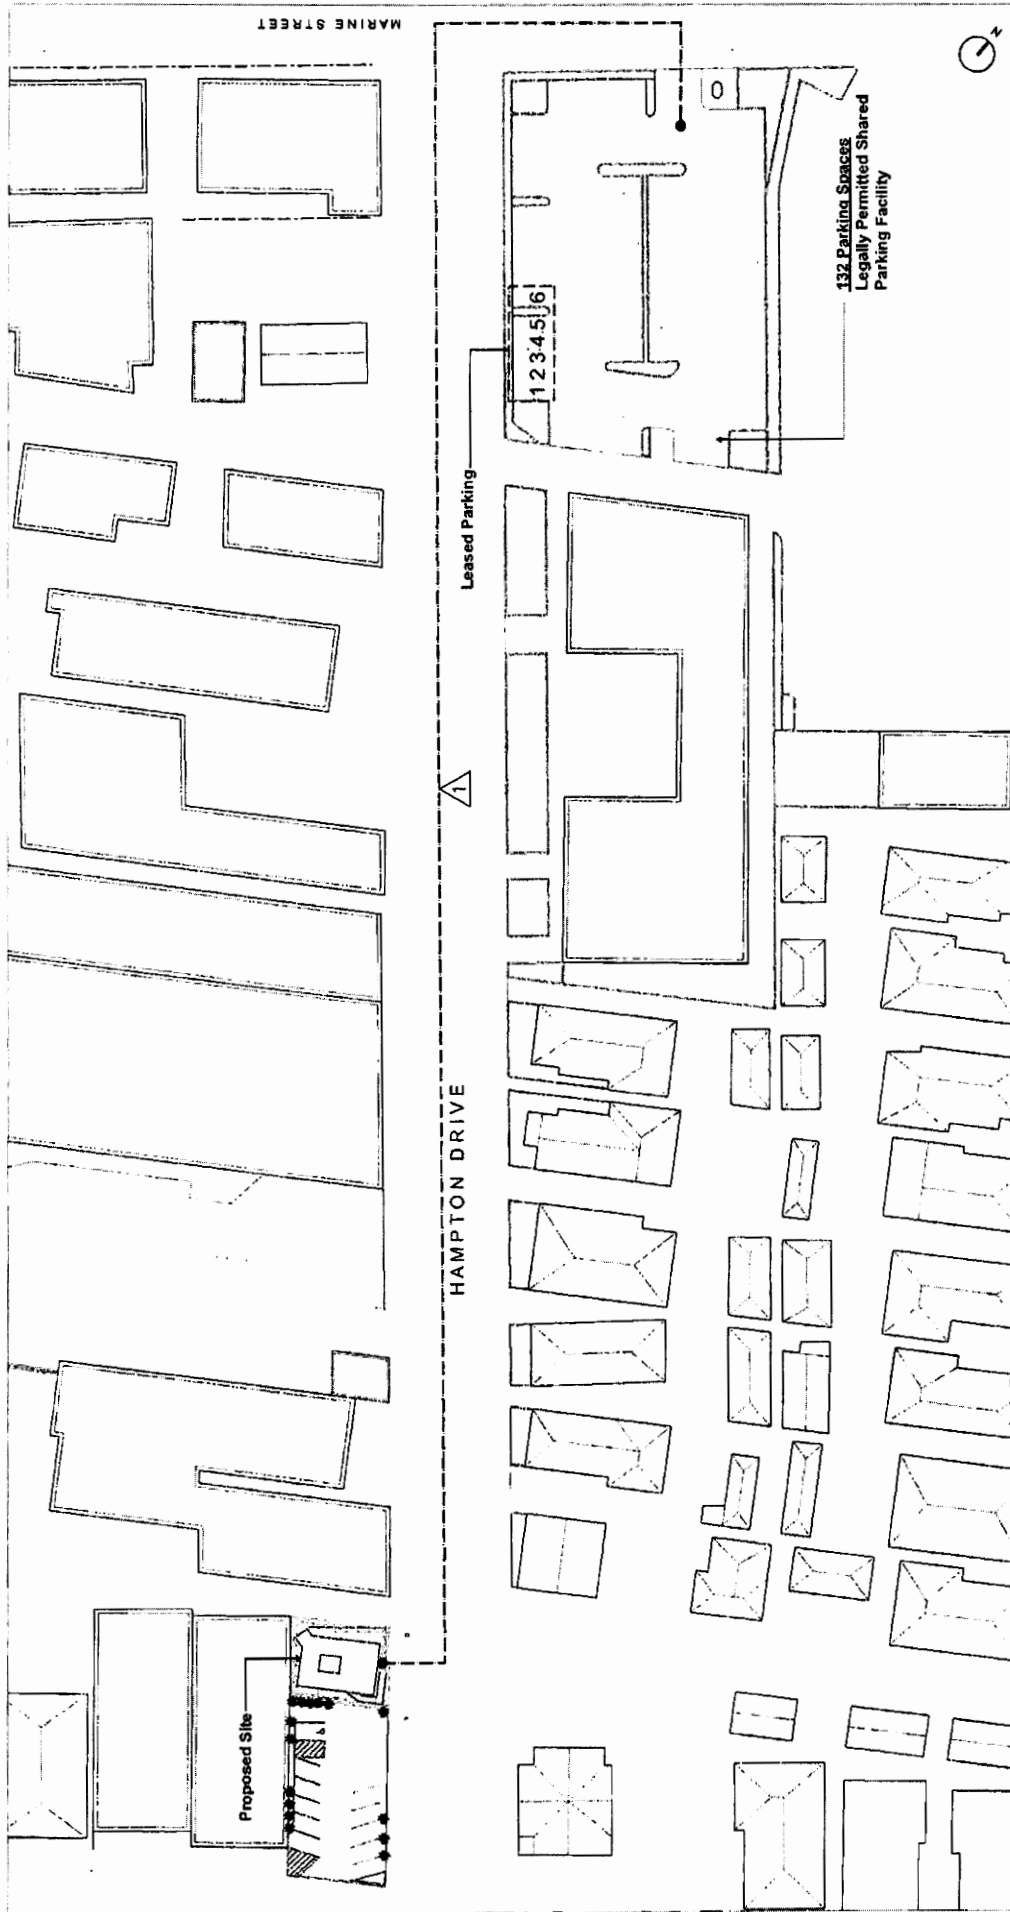 MARINE STREET
N
132 Parking Spaces
Legally Permitted Shared
Parking Facility
1 2 3 4 5 6
Leased Parking
1
HAMPTON DRIVE
Proposed Site